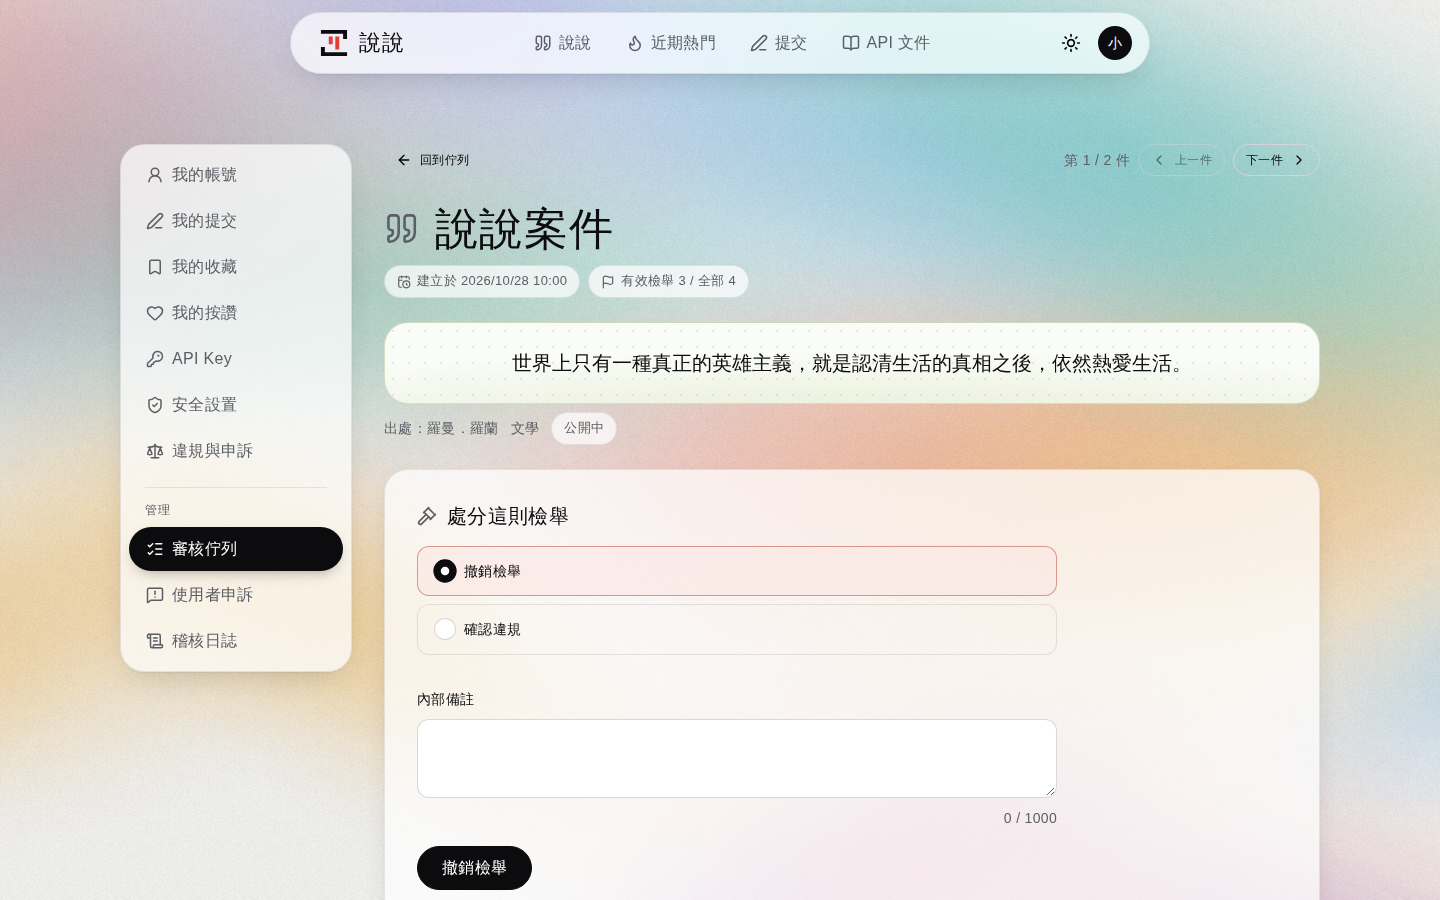 說說
說說
近期熱門
提交
API 文件
小
我的帳號
我的提交
我的收藏
我的按讚
API Key
安全設置
違規與申訴
管理
審核佇列
使用者申訴
稽核日誌
回到佇列
第 1 / 2 件
上一件
下一件
說說案件
建立於 2026/10/28 10:00
有效檢舉 3 / 全部 4
世界上只有一種真正的英雄主義，就是認清生活的真相之後，依然熱愛生活。
出處：羅曼．羅蘭 文學 公開中
處分這則檢舉
撤銷檢舉
確認違規
內部備註
0 / 1000
撤銷檢舉